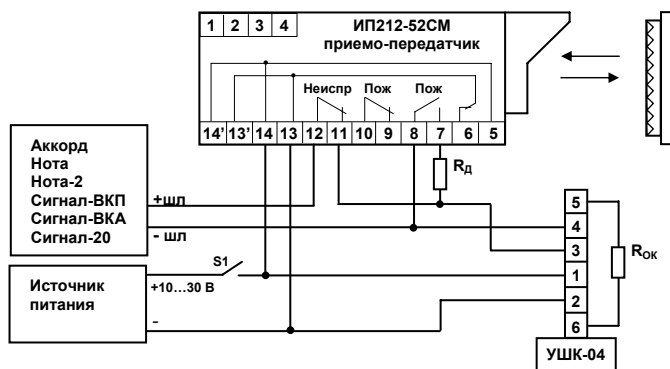 1 2 3 4
ИП212-52СМ
приемо-передатчик
Неиспр Пож Пож
14' 13' 14 13 12 11 10 9 8 7 6 5
Аккорд
Нота
Нота-2
Сигнал-ВКП
Сигнал-ВКА
Сигнал-20
+шл
- шл
RД
Источник
питания
S1
+10...30 В
-
5
4
3
1
2
6
RОК
УШК-04